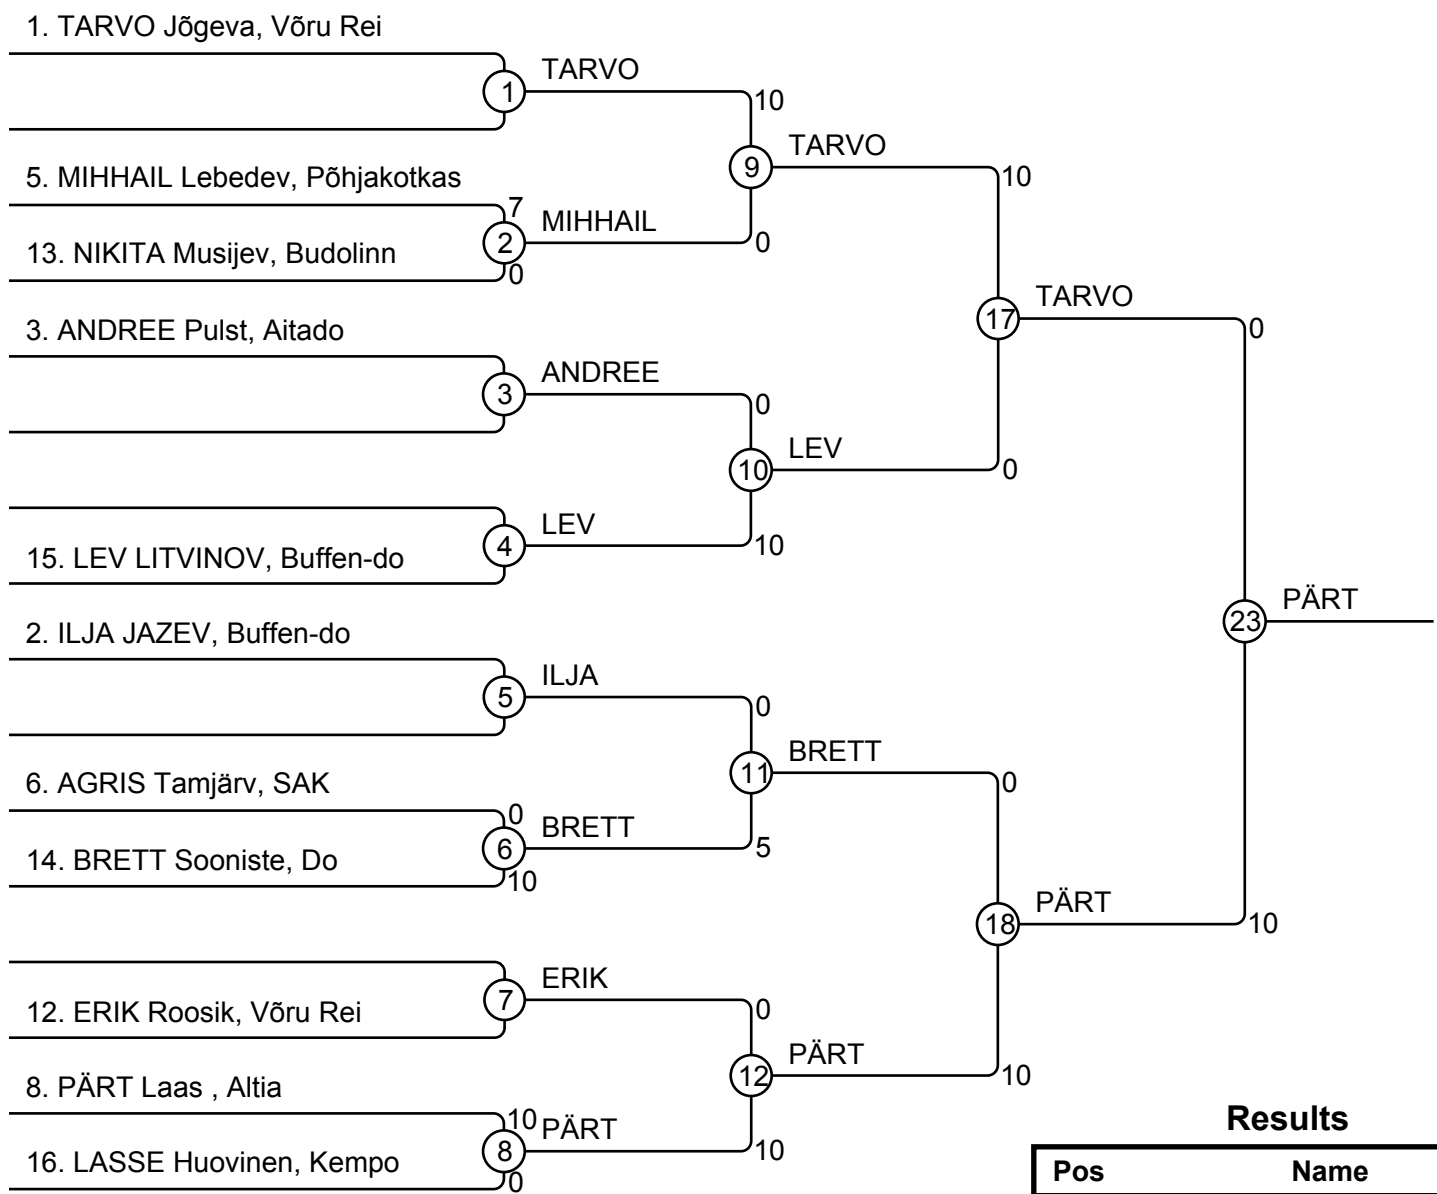 1. TARVO Jõgeva, Võru Rei
1
TARVO
10
5. MIHHAIL Lebedev, Põhjakotkas
7
13. NIKITA Musijev, Budolinn
2
0
MIHHAIL
0
9
TARVO
10
3. ANDREE Pulst, Aitado
3
ANDREE
0
15. LEV LITVINOV, Buffen-do
4
LEV
10
10
LEV
0
17
TARVO
0
2. ILJA JAZEV, Buffen-do
5
ILJA
0
6. AGRIS Tamjärv, SAK
0
14. BRETT Sooniste, Do
6
10
BRETT
5
11
BRETT
0
12. ERIK Roosik, Võru Rei
7
ERIK
0
8. PÄRT Laas , Altia
10
16. LASSE Huovinen, Kempo
8
0
PÄRT
10
12
PÄRT
10
18
PÄRT
10
23
PÄRT
Results
Pos Name